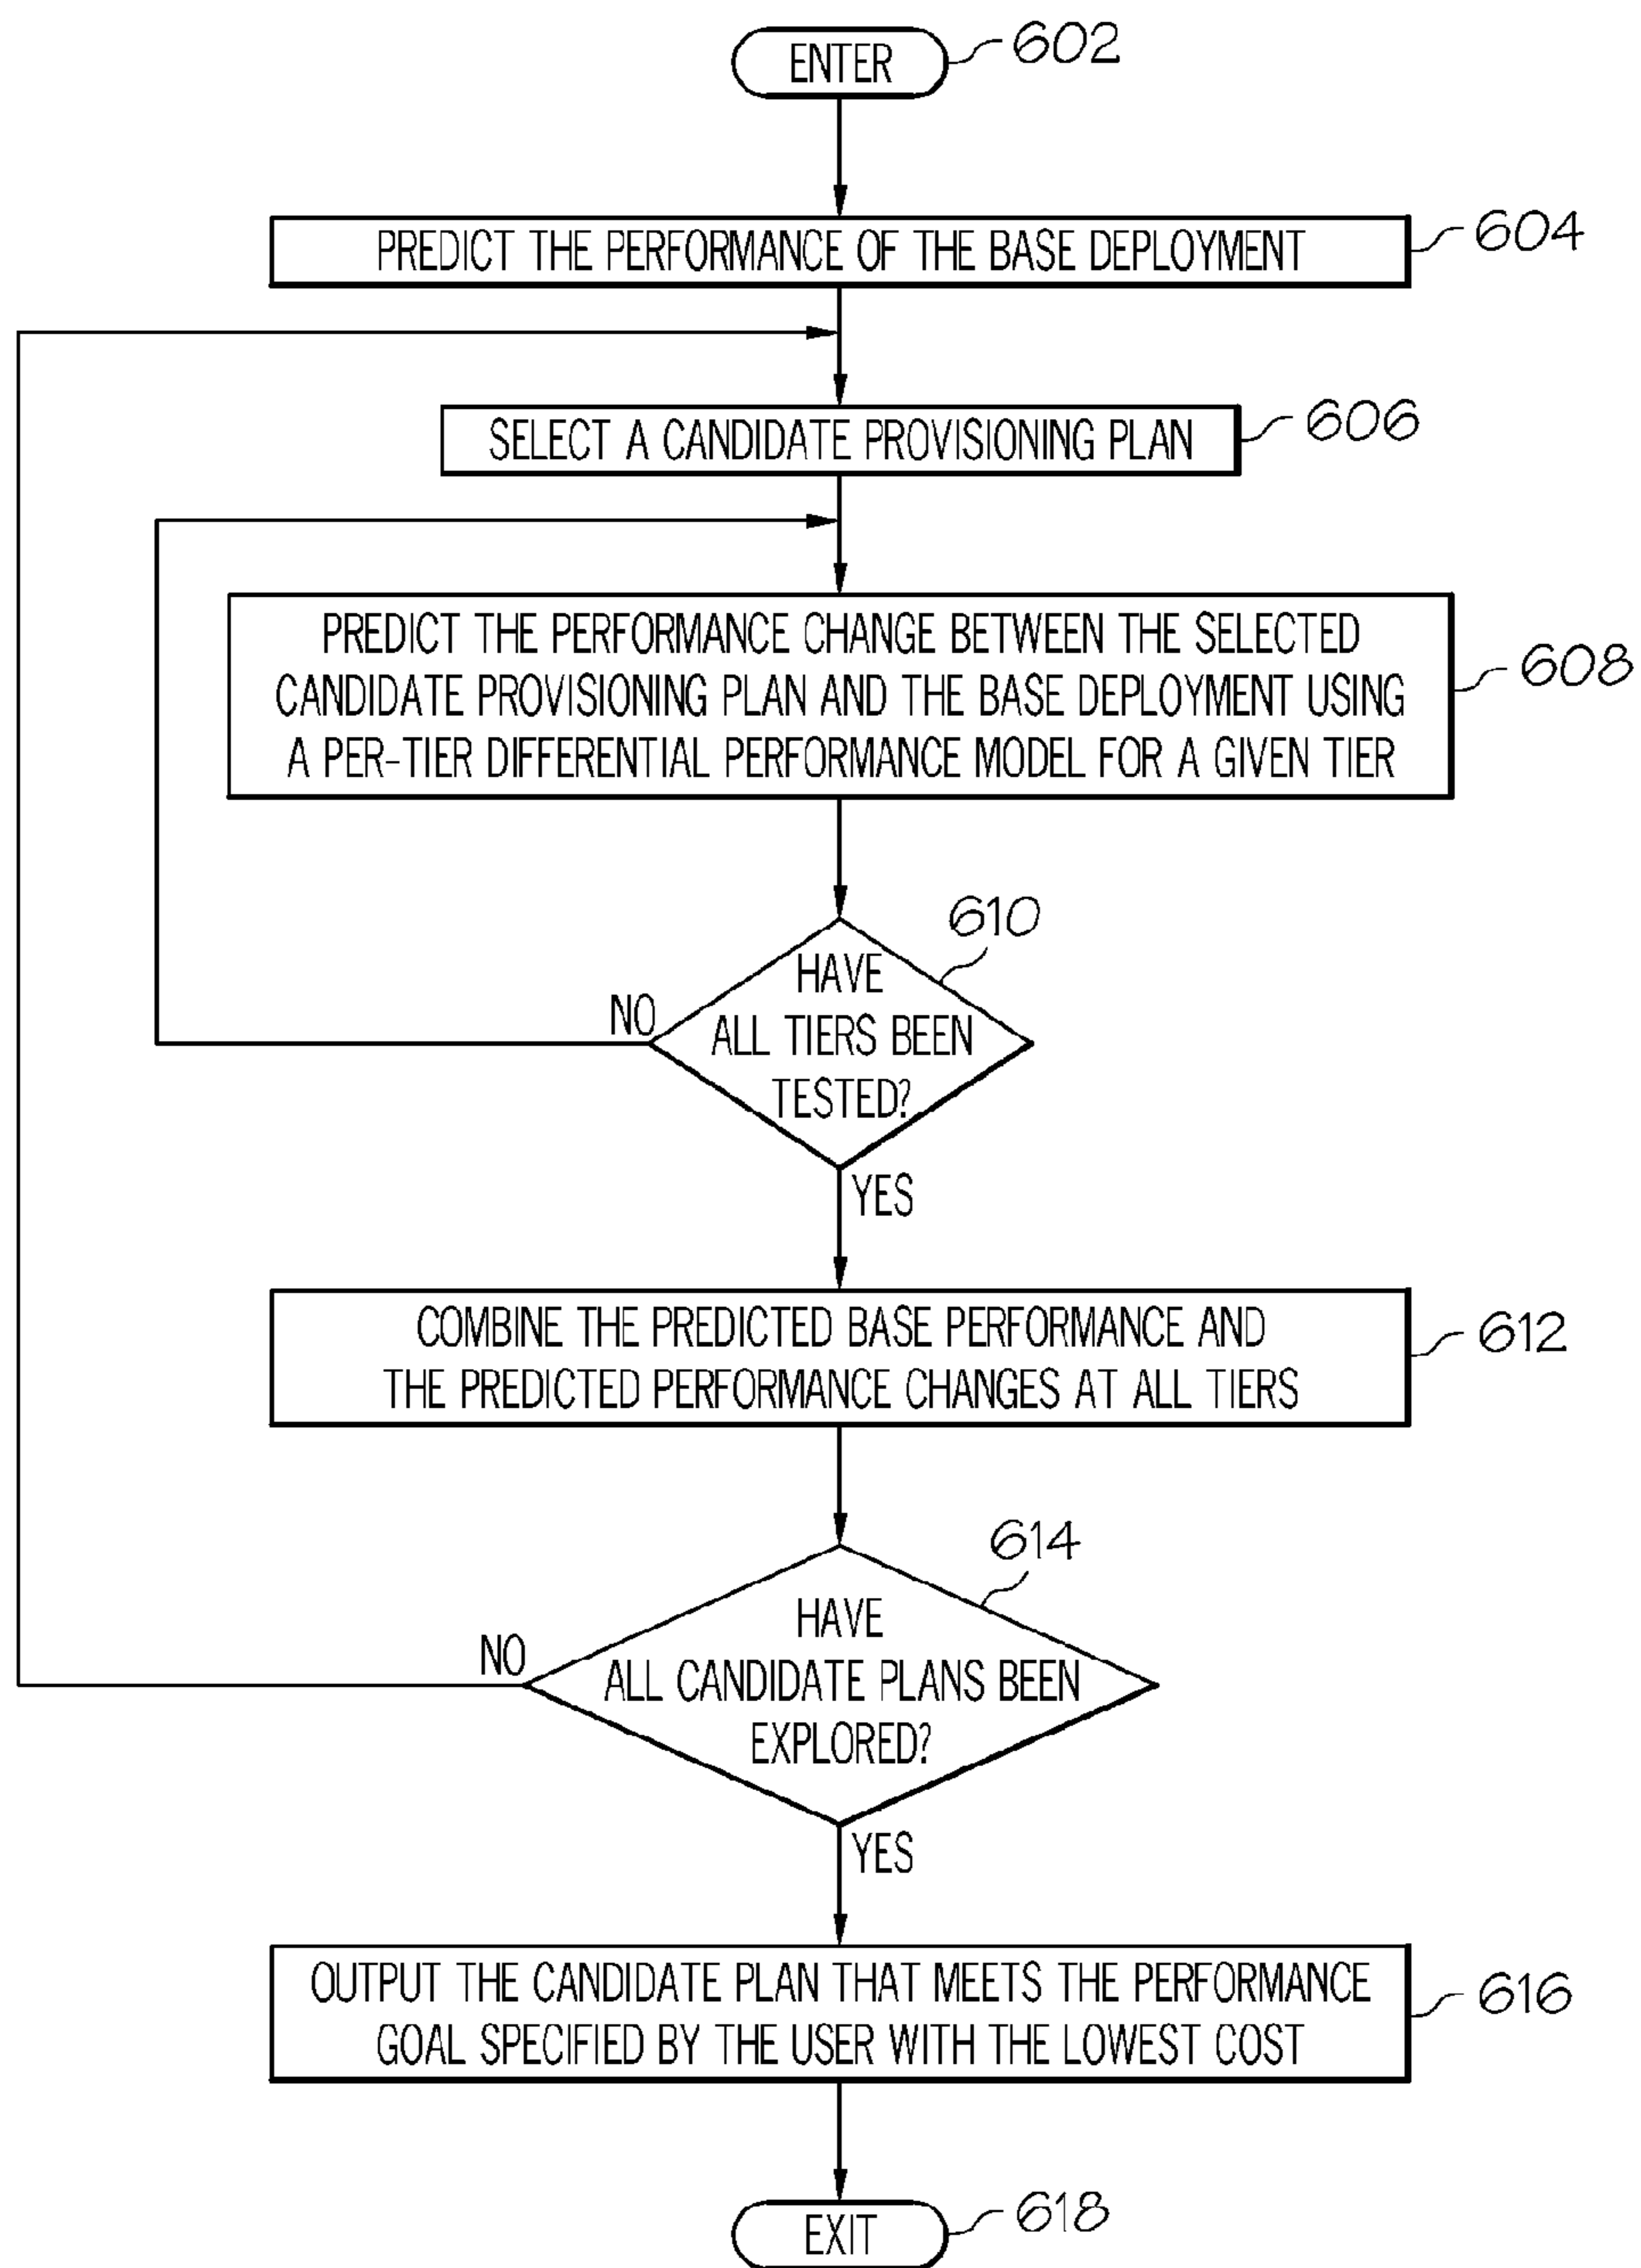 ENTER
602
PREDICT THE PERFORMANCE OF THE BASE DEPLOYMENT
604
SELECT A CANDIDATE PROVISIONING PLAN
606
PREDICT THE PERFORMANCE CHANGE BETWEEN THE SELECTED
CANDIDATE PROVISIONING PLAN AND THE BASE DEPLOYMENT USING
A PER-TIER DIFFERENTIAL PERFORMANCE MODEL FOR A GIVEN TIER
608
610
HAVE
ALL TIERS BEEN
TESTED?
NO
YES
COMBINE THE PREDICTED BASE PERFORMANCE AND
THE PREDICTED PERFORMANCE CHANGES AT ALL TIERS
612
614
HAVE
ALL CANDIDATE PLANS BEEN
EXPLORED?
NO
YES
OUTPUT THE CANDIDATE PLAN THAT MEETS THE PERFORMANCE
GOAL SPECIFIED BY THE USER WITH THE LOWEST COST
616
EXIT
618